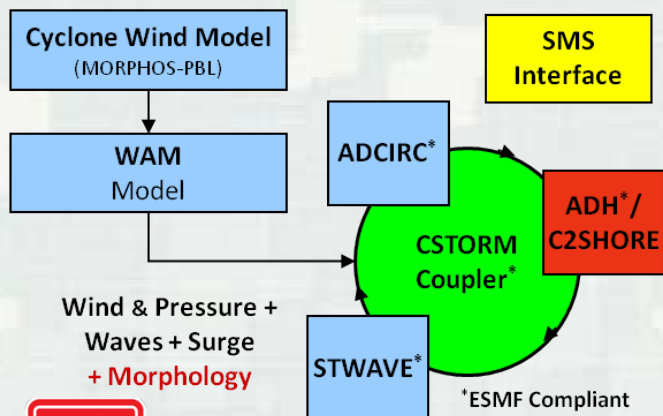 Cyclone Wind Model
(MORPHOS-PBL)
SMS
Interface
WAM
Model
ADCIRC*
ADH*/
C2SHORE
CSTORM
Coupler*
Wind & Pressure +
Waves + Surge
+ Morphology
STWAVE*
*ESMF Compliant